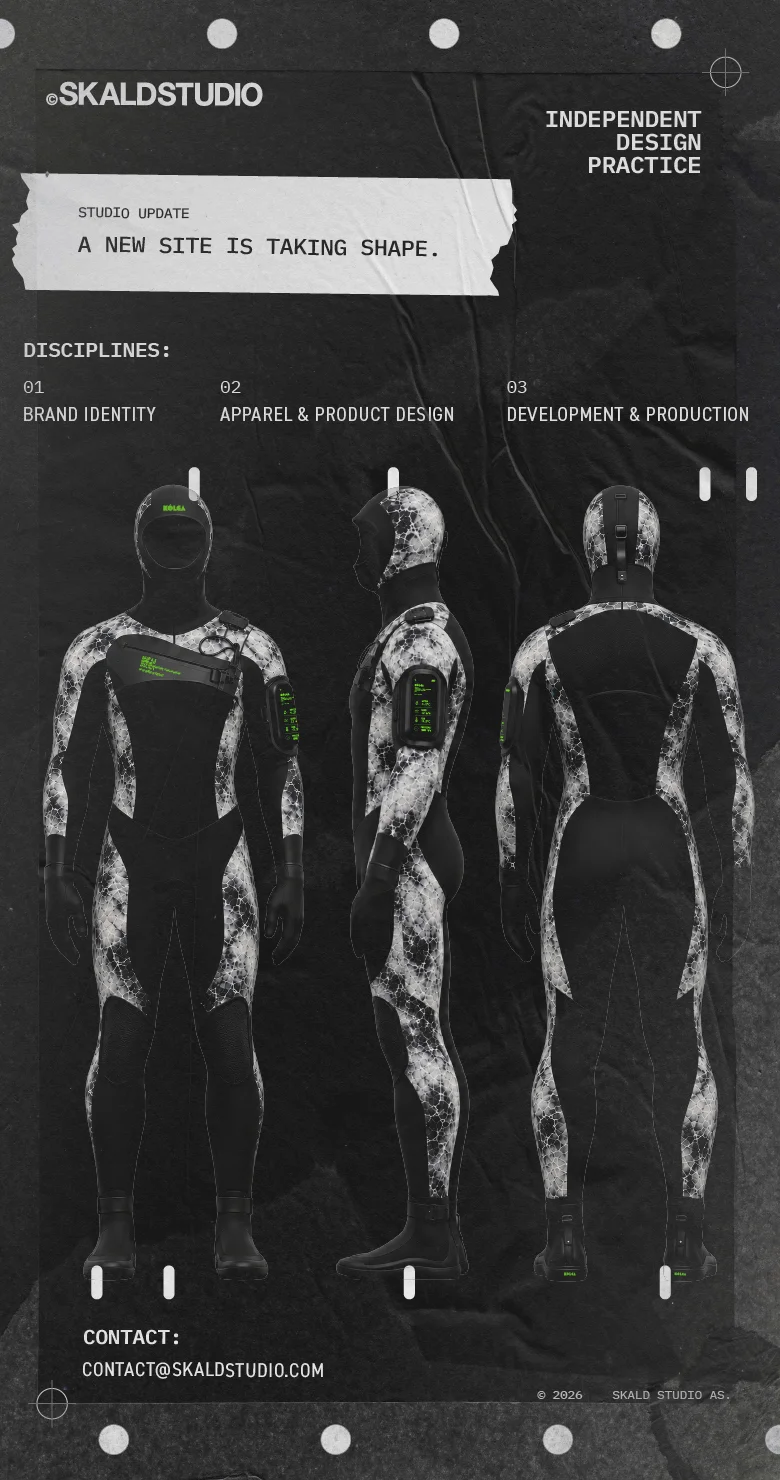 ©SKALDSTUDIO
INDEPENDENT
DESIGN
PRACTICE
STUDIO UPDATE
A NEW SITE IS TAKING SHAPE.
DISCIPLINES:
01
BRAND IDENTITY
02
APPAREL & PRODUCT DESIGN
03
DEVELOPMENT & PRODUCTION
CONTACT:
CONTACT@SKALDSTUDIO.COM
© 2026 SKALD STUDIO AS.